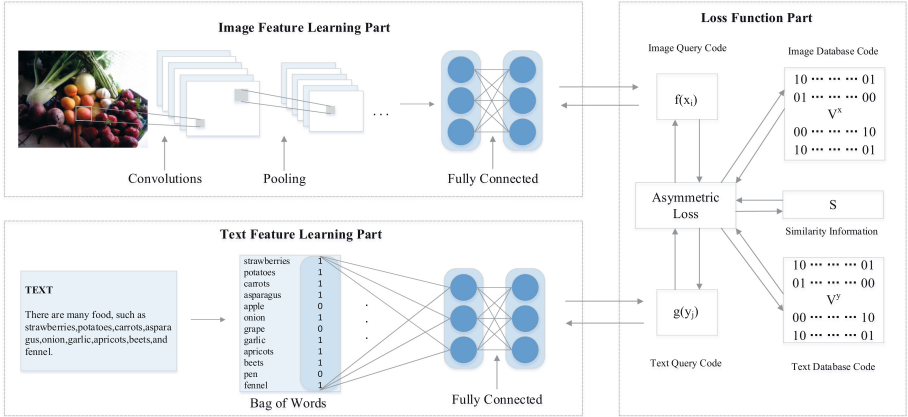 Image Feature Learning Part
Convolutions
Pooling
. . .
Fully Connected
Text Feature Learning Part
TEXT
There are many food, such as
strawberries,potatoes,carrots,aspara
gus,onion,garlic,apricots,beets,and
fennel.
strawberries 1
potatoes 1
carrots 1
asparagus 1
apple 0
onion 1
grape 0
garlic 1
apricots 1
beets 1
pen 0
fennel 1
Bag of Words
Fully Connected
Loss Function Part
Image Query Code
f(xᵢ)
Image Database Code
10 ··· ··· ··· 01
01 ··· ··· ··· 00
Vˣ
00 ··· ··· ··· 10
10 ··· ··· ··· 01
Asymmetric
Loss
S
Similarity Information
g(yⱼ)
Text Query Code
10 ··· ··· ··· 01
01 ··· ··· ··· 00
Vʸ
00 ··· ··· ··· 10
10 ··· ··· ··· 01
Text Database Code